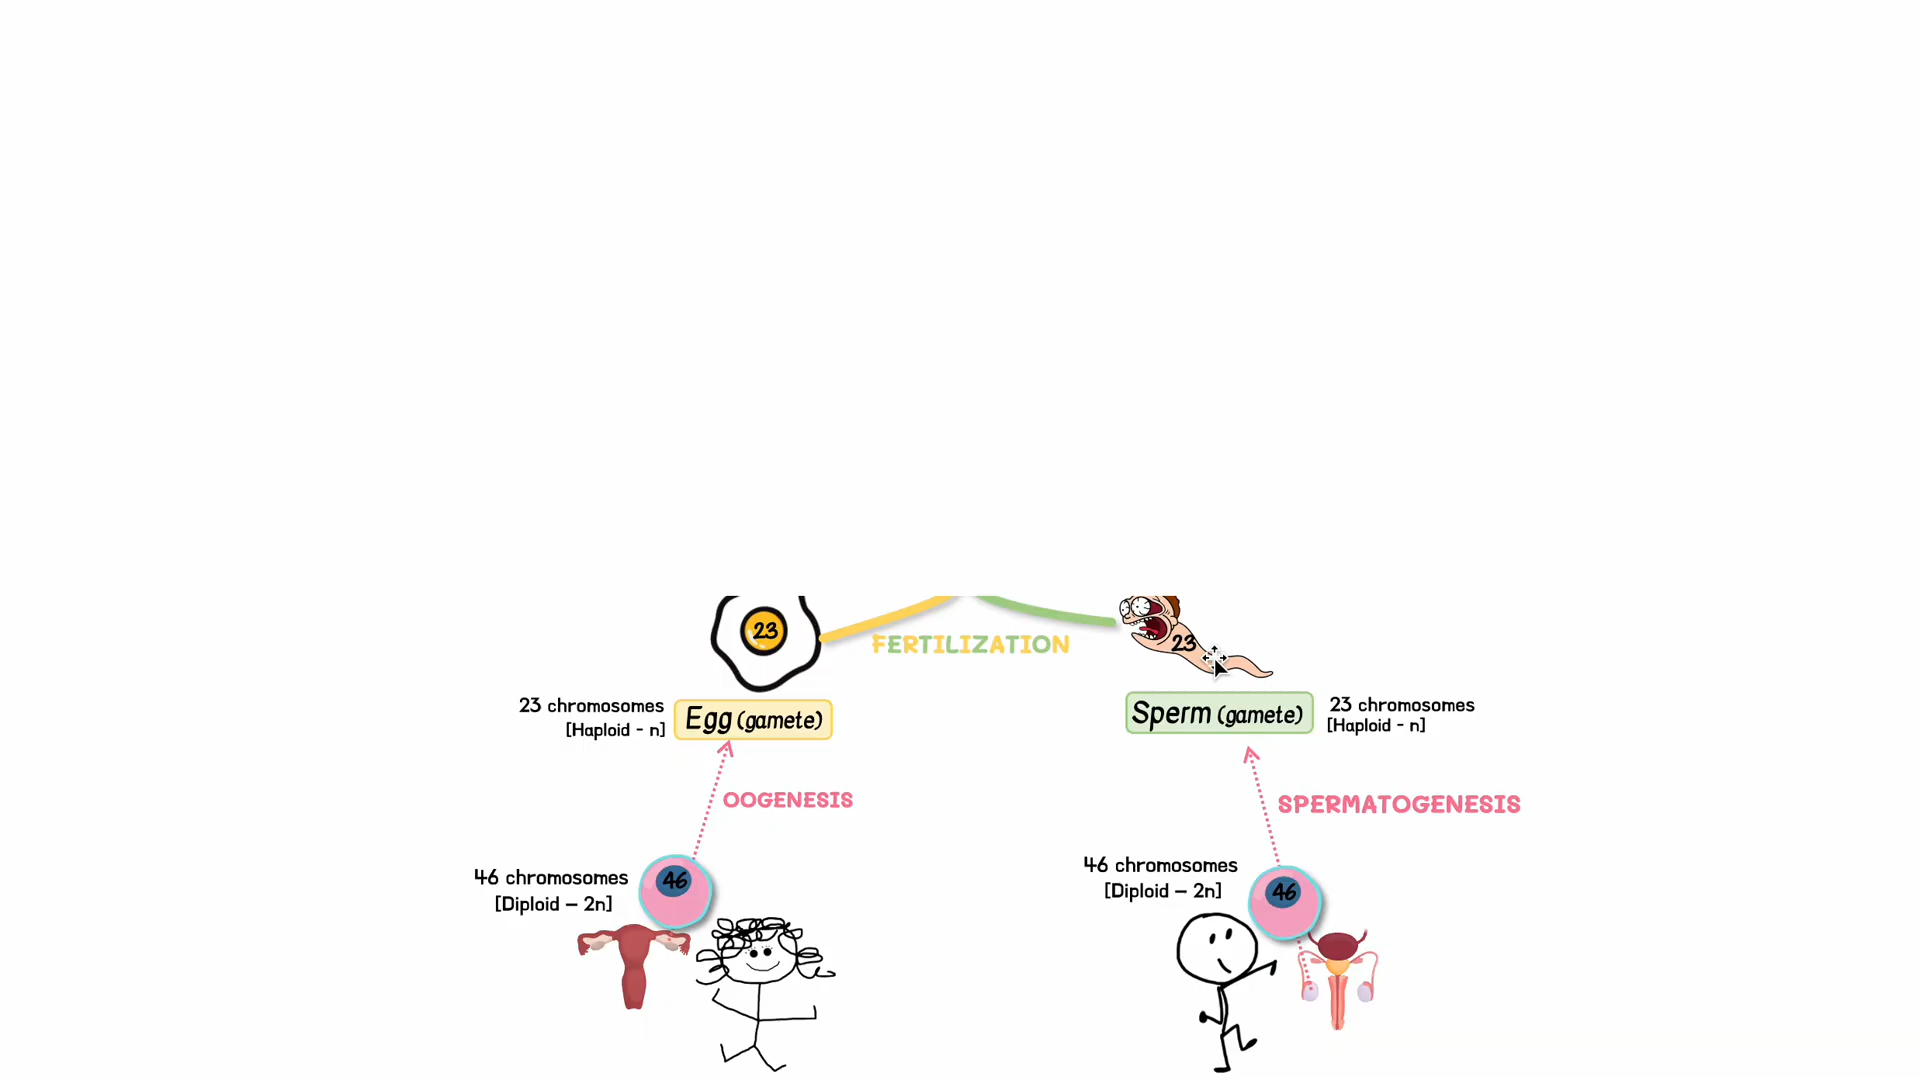 23
FERTILIZATION
23
23 chromosomes
[Haploid - n]
Egg (gamete)
Sperm (gamete)
23 chromosomes
[Haploid - n]
OOGENESIS
SPERMATOGENESIS
46 chromosomes
[Diploid – 2n]
46
46 chromosomes
[Diploid – 2n]
46